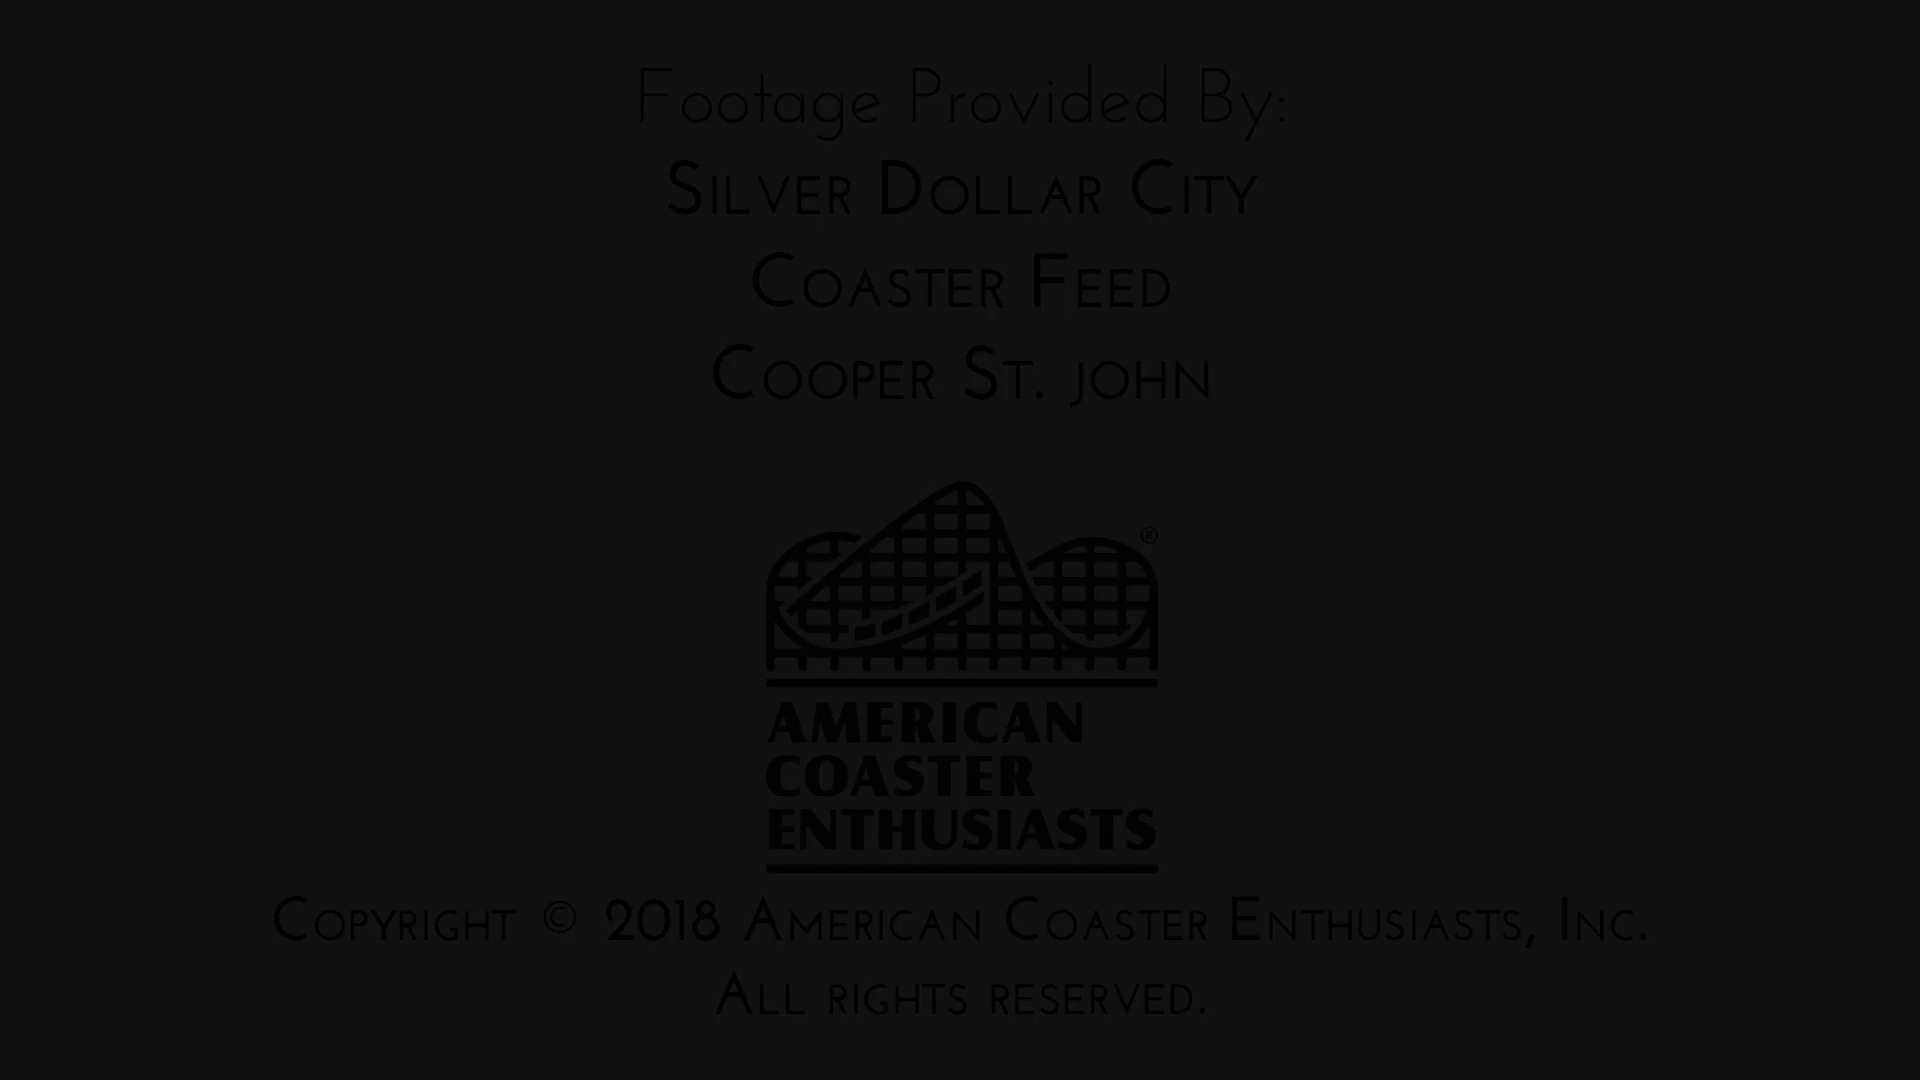 Footage Provided By:
Silver Dollar City
Coaster Feed
Cooper St. John
®
AMERICAN
COASTER
ENTHUSIASTS
Copyright © 2018 American Coaster Enthusiasts, Inc.
All rights reserved.